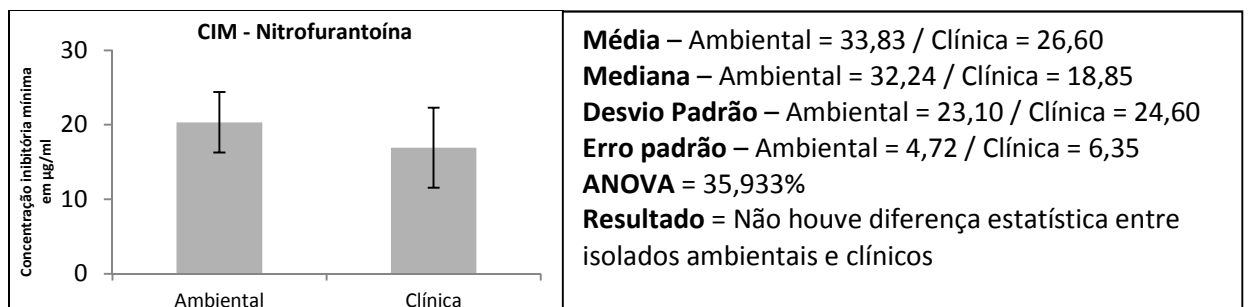 CIM - Nitrofurantoína
Concentração inibitória mínima
em µg/ml
30
20
10
0
Ambiental
Clínica
Média – Ambiental = 33,83 / Clínica = 26,60
Mediana – Ambiental = 32,24 / Clínica = 18,85
Desvio Padrão – Ambiental = 23,10 / Clínica = 24,60
Erro padrão – Ambiental = 4,72 / Clínica = 6,35
ANOVA = 35,933%
Resultado = Não houve diferença estatística entre
isolados ambientais e clínicos